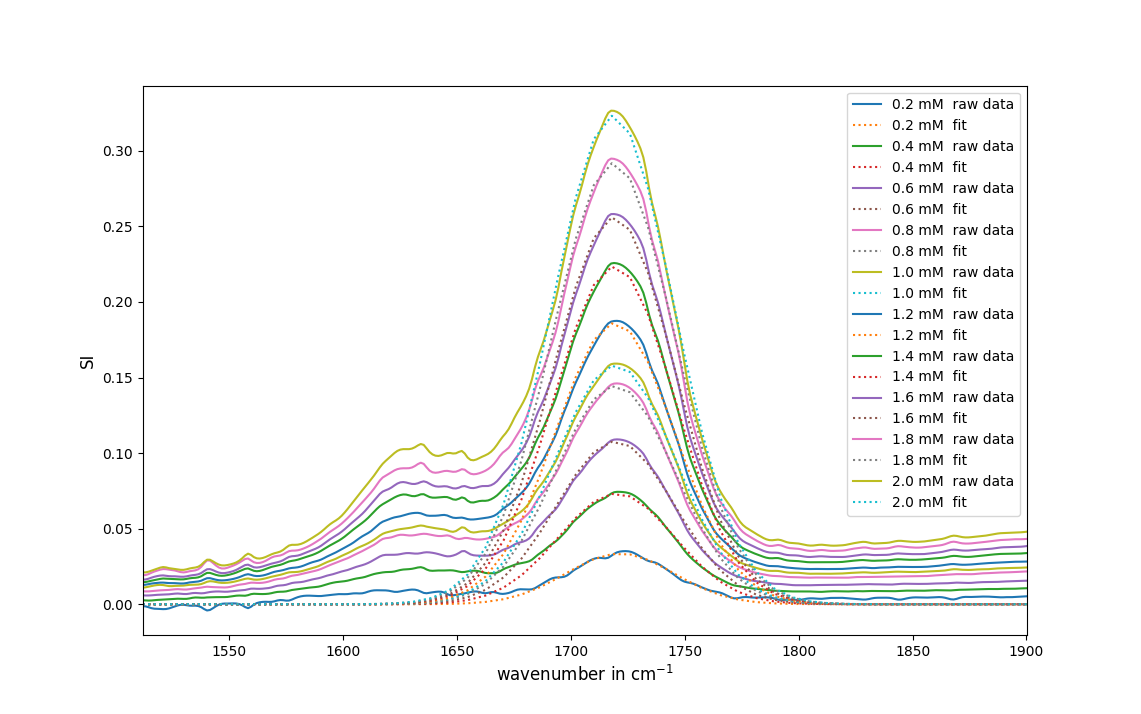 0.30
0.25
0.20
0.15
0.10
0.05
0.00
SI
1550 1600 1650 1700 1750 1800 1850 1900
wavenumber in cm⁻¹
0.2 mM raw data
0.2 mM fit
0.4 mM raw data
0.4 mM fit
0.6 mM raw data
0.6 mM fit
0.8 mM raw data
0.8 mM fit
1.0 mM raw data
1.0 mM fit
1.2 mM raw data
1.2 mM fit
1.4 mM raw data
1.4 mM fit
1.6 mM raw data
1.6 mM fit
1.8 mM raw data
1.8 mM fit
2.0 mM raw data
2.0 mM fit